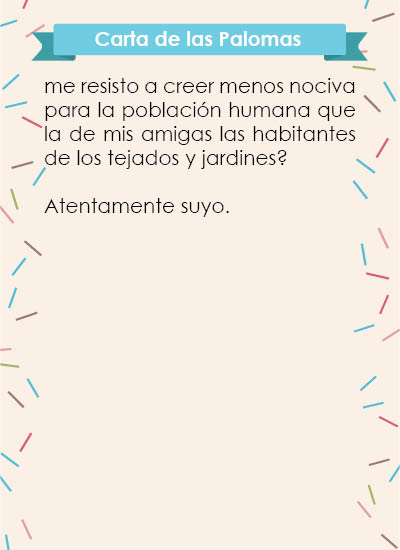 Carta de las Palomas
me resisto a creer menos nociva
para la población humana que
la de mis amigas las habitantes
de los tejados y jardines?
Atentamente suyo.